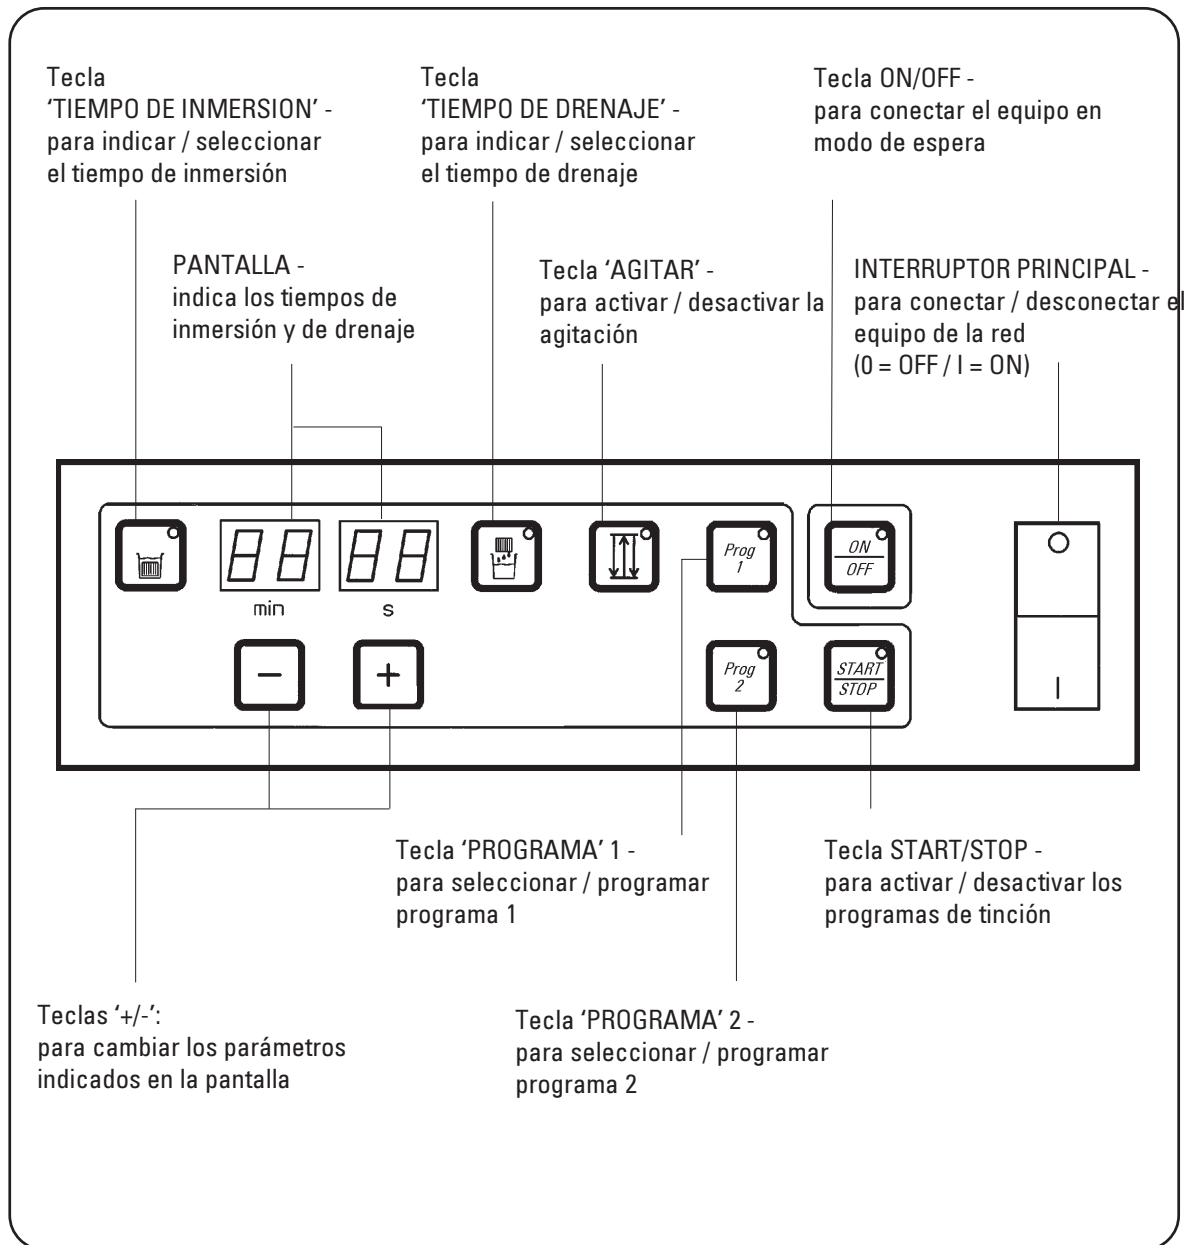 Tecla
‘TIEMPO DE INMERSION’ -
para indicar / seleccionar
el tiempo de inmersión
Tecla
‘TIEMPO DE DRENAJE’ -
para indicar / seleccionar
el tiempo de drenaje
Tecla ON/OFF -
para conectar el equipo en
modo de espera
PANTALLA -
indica los tiempos de
inmersión y de drenaje
Tecla ‘AGITAR’ -
para activar / desactivar la
agitación
INTERRUPTOR PRINCIPAL -
para conectar / desconectar el
equipo de la red
(0 = OFF / I = ON)
88
88
min
s
Prog
1
ON
OFF
O
−
+
Prog
2
START
STOP
I
Tecla ‘PROGRAMA’ 1 -
para seleccionar / programar
programa 1
Tecla START/STOP -
para activar / desactivar los
programas de tinción
Teclas ‘+/-’:
para cambiar los parámetros
indicados en la pantalla
Tecla ‘PROGRAMA’ 2 -
para seleccionar / programar
programa 2